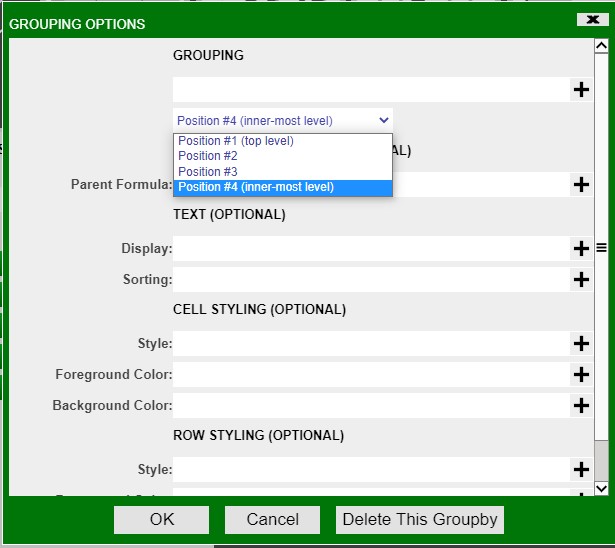 GROUPING OPTIONS
GROUPING
Position #4 (inner-most level)
Position #1 (top level)
Position #2
Position #3
Position #4 (inner-most level)
AL)
Parent Formula:
TEXT (OPTIONAL)
Display:
Sorting:
CELL STYLING (OPTIONAL)
Style:
Foreground Color:
Background Color:
ROW STYLING (OPTIONAL)
Style:
OK
Cancel
Delete This Groupby